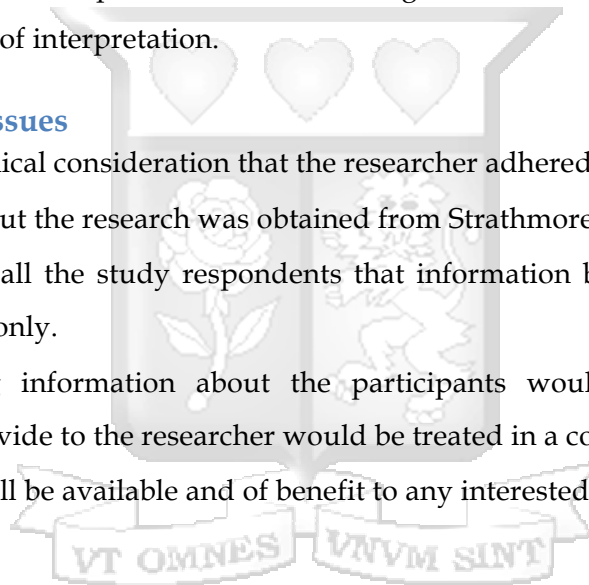 of interpretation.
ssues
ical consideration that the researcher adhered
ut the research was obtained from Strathmore
all the study respondents that information b
only.
information about the participants wou
vide to the researcher would be treated in a co
ll be available and of benefit to any interested
VT OMNES VNVM SINT